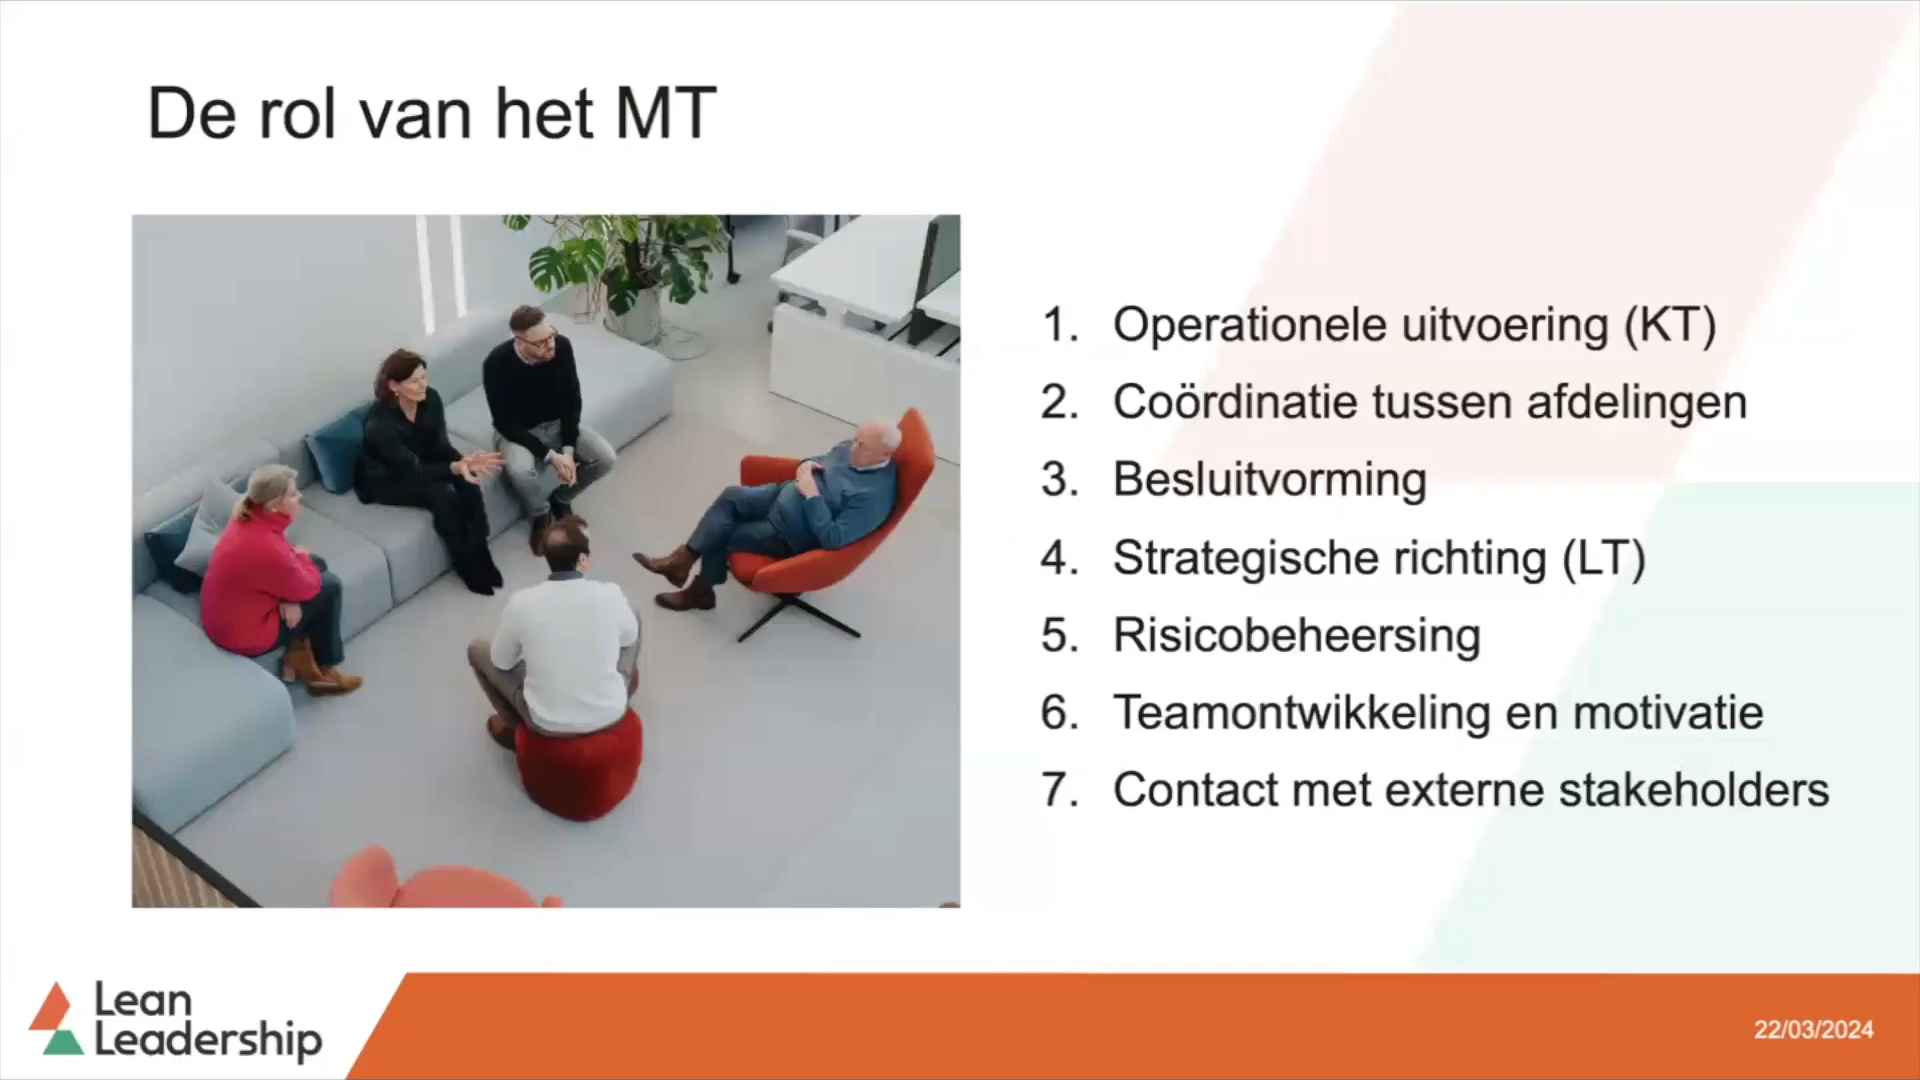 De rol van het MT
1. Operationele uitvoering (KT)
2. Coördinatie tussen afdelingen
3. Besluitvorming
4. Strategische richting (LT)
5. Risicobeheersing
6. Teamontwikkeling en motivatie
7. Contact met externe stakeholders
Lean
Leadership
22/03/2024